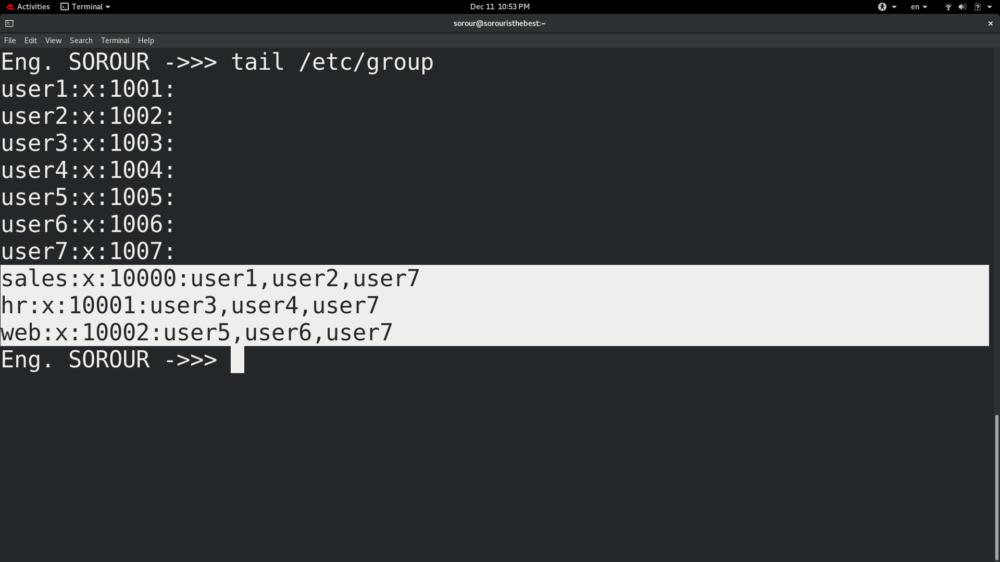 Activities Terminal Dec 11 10:53 PM en
sorour@sorouristhebest:~
File Edit View Search Terminal Help
Eng. SOROUR ->>> tail /etc/group
user1:x:1001:
user2:x:1002:
user3:x:1003:
user4:x:1004:
user5:x:1005:
user6:x:1006:
user7:x:1007:
sales:x:10000:user1,user2,user7
hr:x:10001:user3,user4,user7
web:x:10002:user5,user6,user7
Eng. SOROUR ->>>